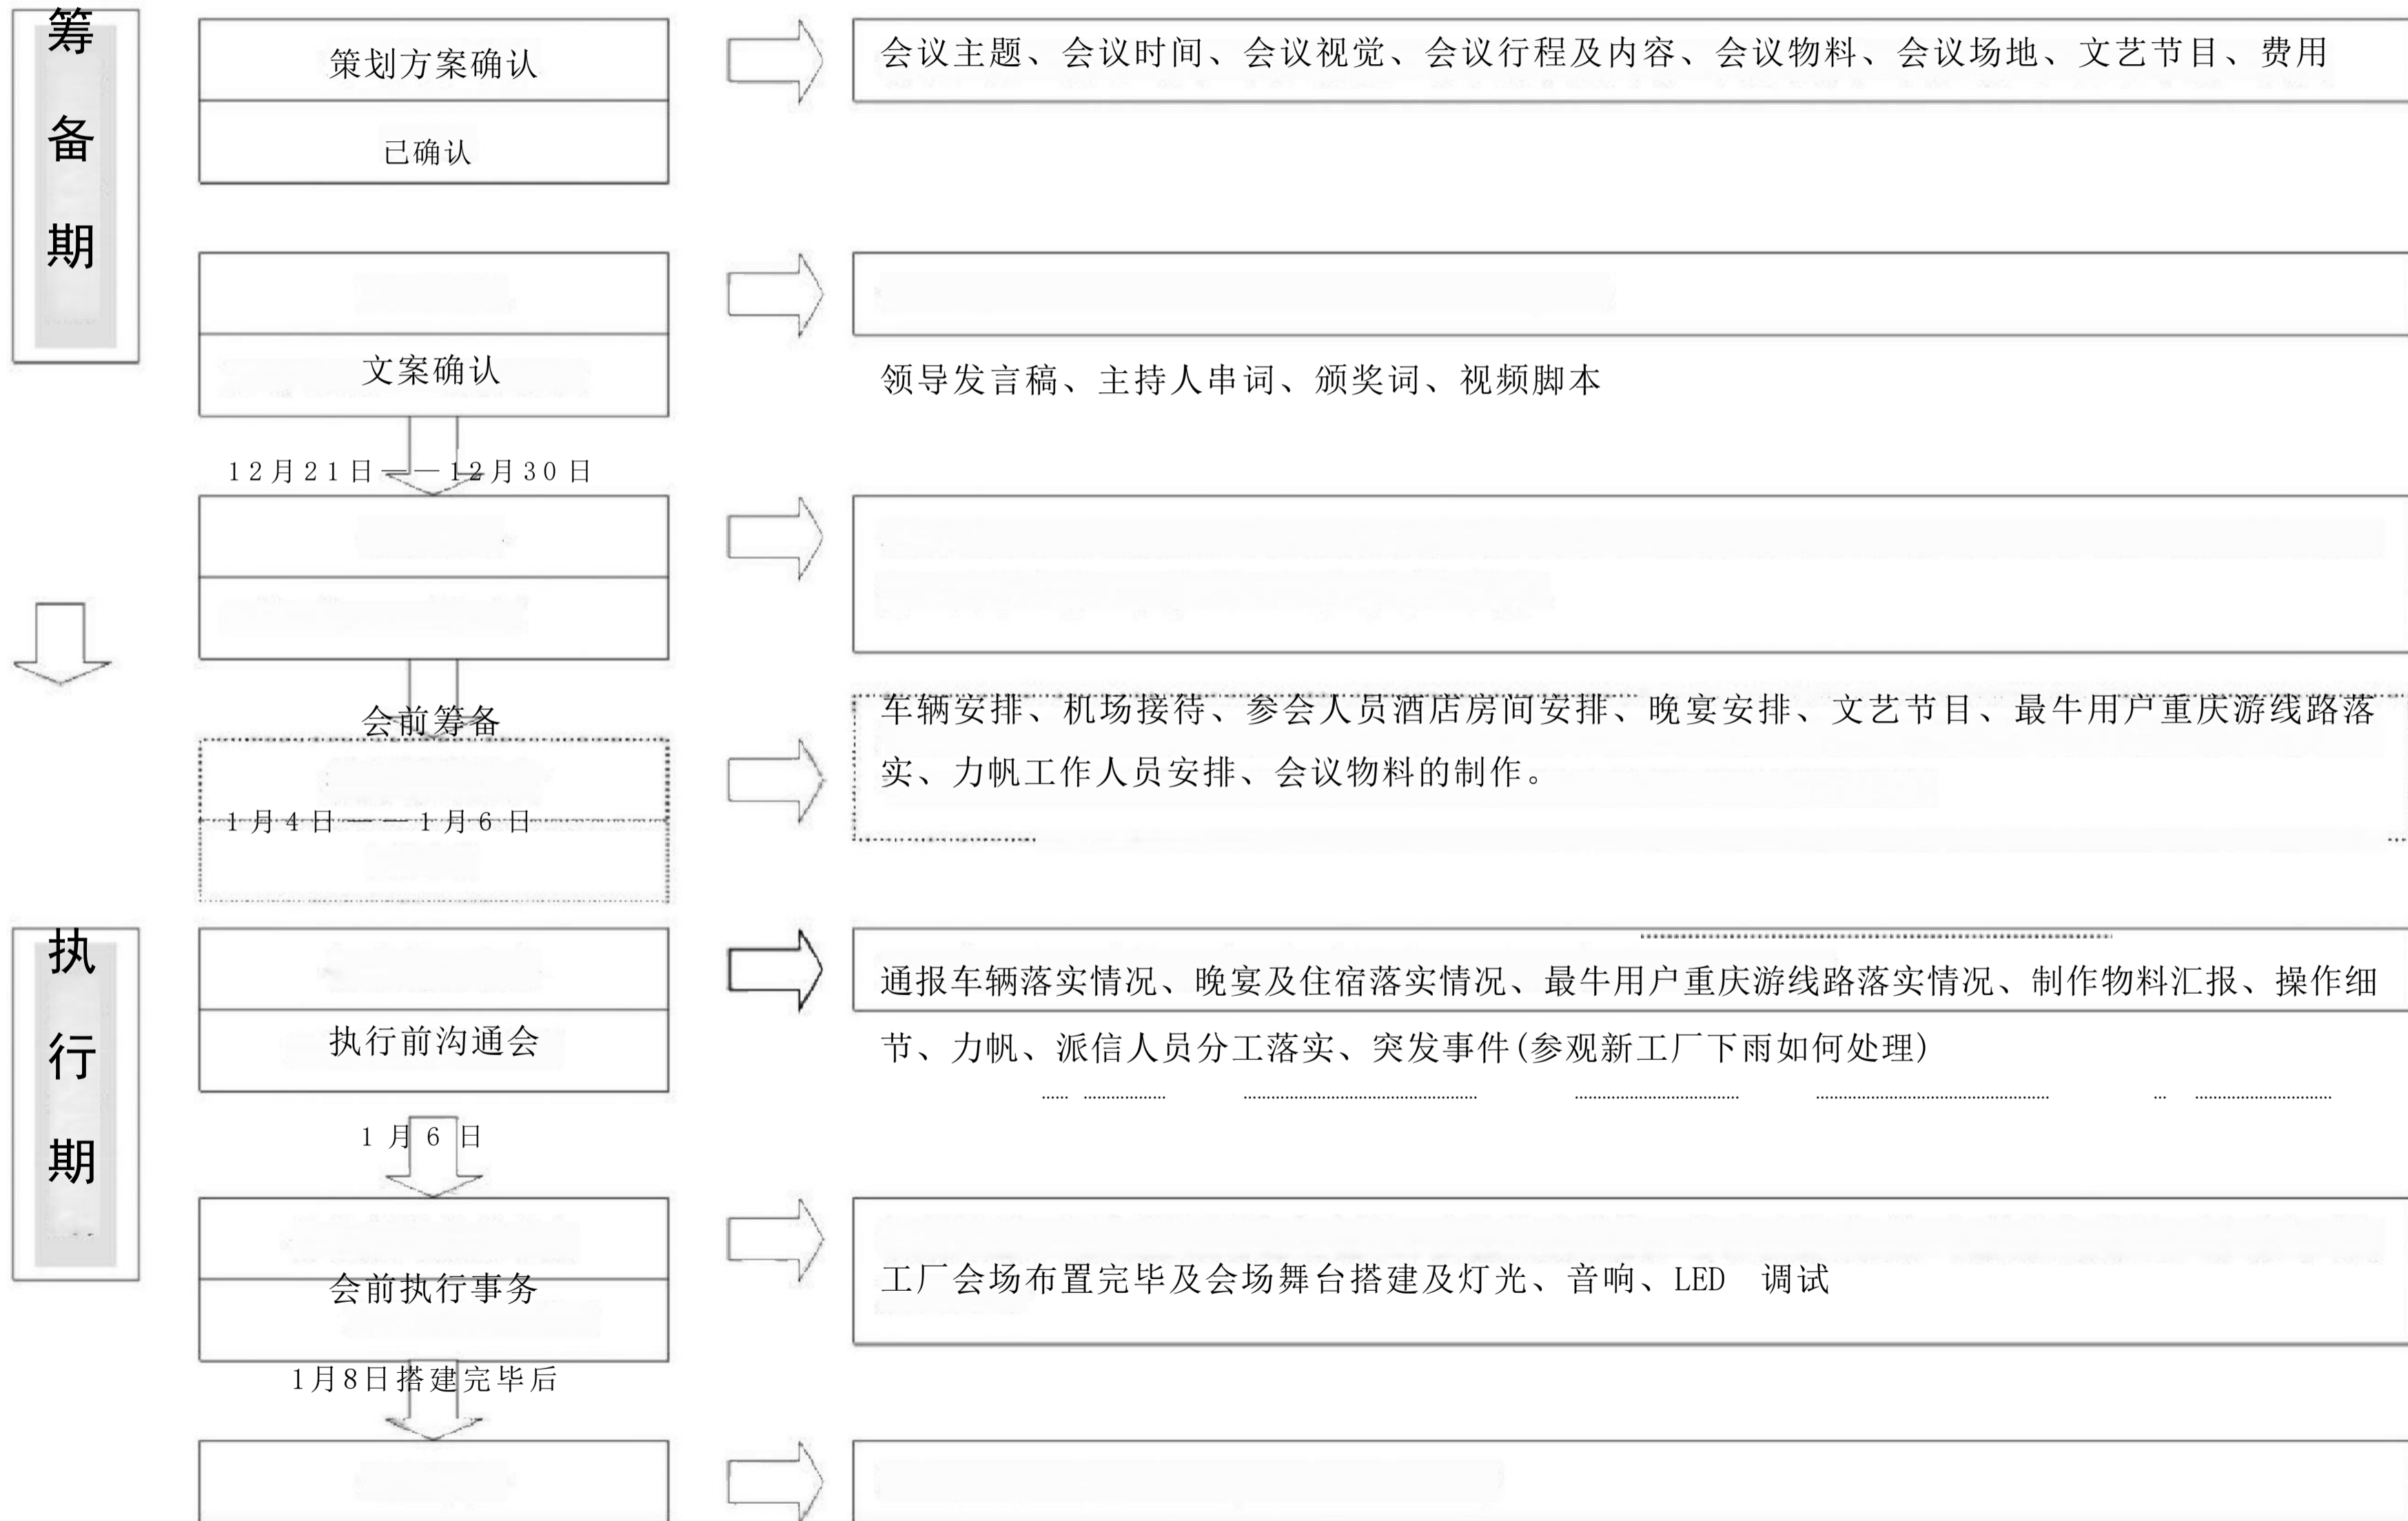 筹备期
策划方案确认
会议主题、会议时间、会议视觉、会议行程及内容、会议物料、会议场地、文艺节目、费用
已确认
文案确认
领导发言稿、主持人串词、颁奖词、视频脚本
12月21日——12月30日
会前筹备
车辆安排、机场接待、参会人员酒店房间安排、晚宴安排、文艺节目、最牛用户重庆游线路落
实、力帆工作人员安排、会议物料的制作。
1月4日——1月6日
执行期
通报车辆落实情况、晚宴及住宿落实情况、最牛用户重庆游线路落实情况、制作物料汇报、操作细
执行前沟通会
节、力帆、派信人员分工落实、突发事件(参观新工厂下雨如何处理)
1月6日
会前执行事务
工厂会场布置完毕及会场舞台搭建及灯光、音响、LED 调试
1月8日搭建完毕后